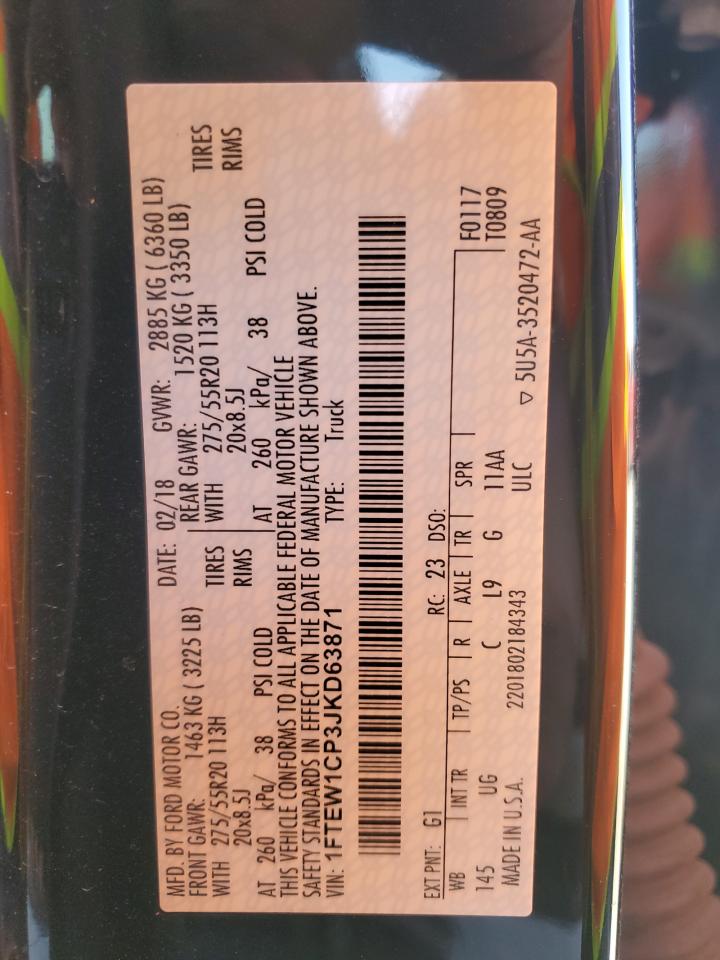 MFD. BY FORD MOTOR CO. DATE: 02/18 GVWR: 2885 KG ( 6360 LB)
FRONT GAWR: 1463 KG ( 3225 LB) REAR GAWR: 1520 KG ( 3350 LB)
WITH 275/55R20 113H TIRES WITH 275/55R20 113H TIRES
20x8.5J RIMS 20x8.5J RIMS
AT 260 kPa/ 38 PSI COLD AT 260 kPa/ 38 PSI COLD
THIS VEHICLE CONFORMS TO ALL APPLICABLE FEDERAL MOTOR VEHICLE
SAFETY STANDARDS IN EFFECT ON THE DATE OF MANUFACTURE SHOWN ABOVE.
VIN: 1FTEW1CP3JKD63871 TYPE: Truck
EXT PNT: G1 RC: 23 DSO:
WB INT TR TP/PS R AXLE TR SPR F0117
145 UG C L9 G 11AA T0809
MADE IN U.S.A. 2201802184343 ULC ▽ 5U5A-3520472-AA